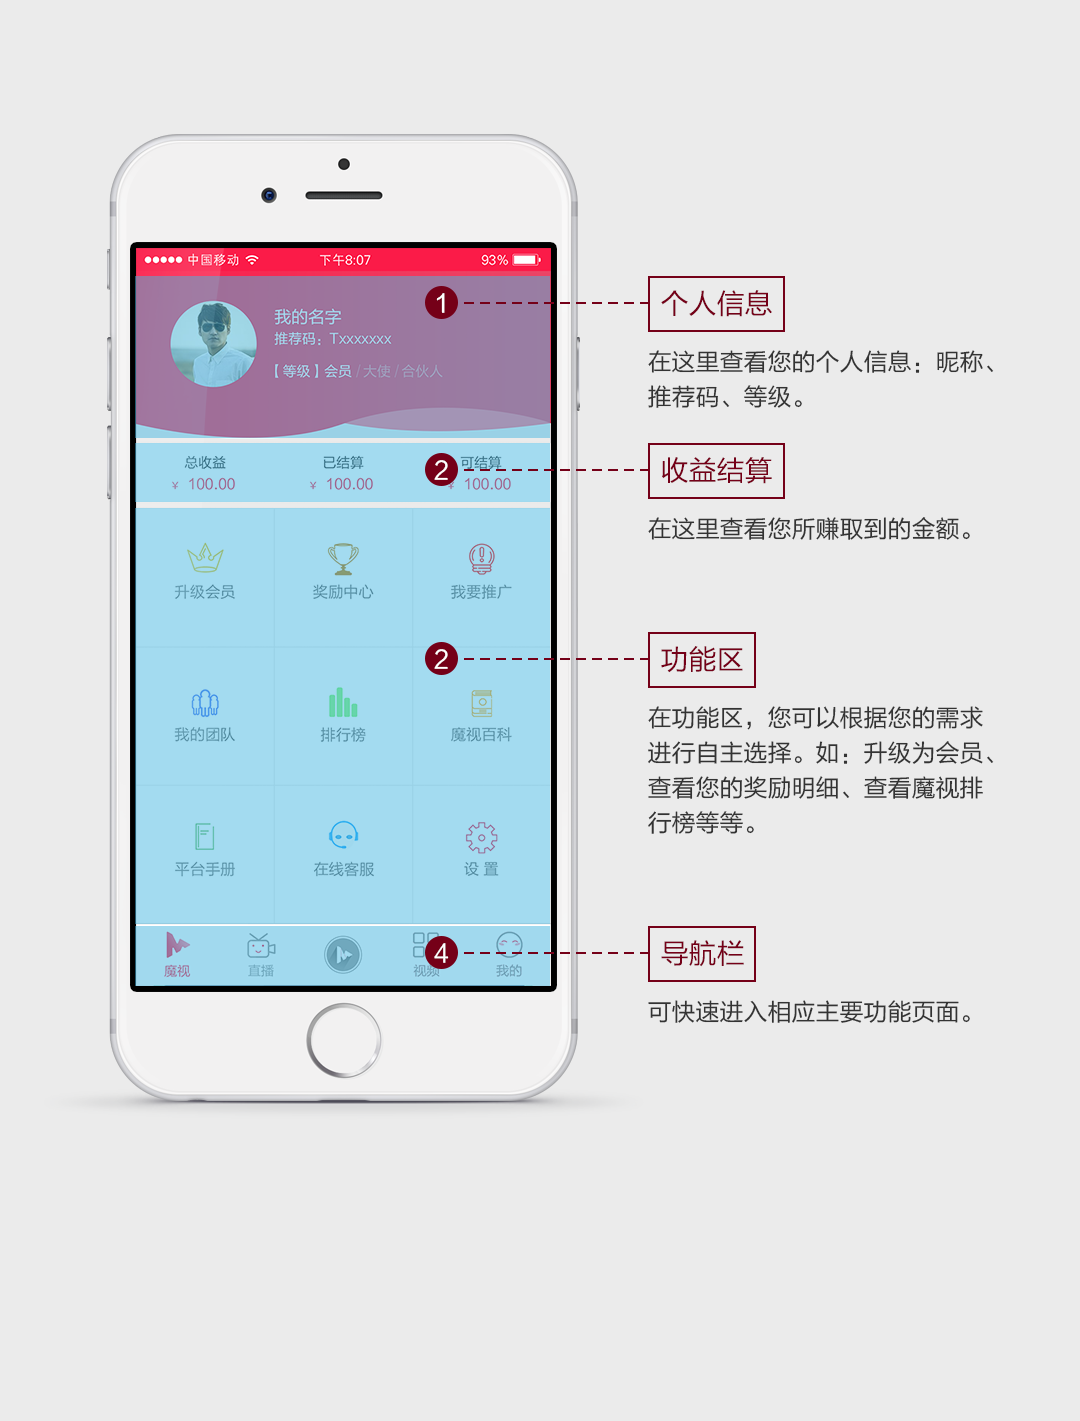 中国移动 下午8:07 93%
我的名字
推荐码：Txxxxxxx
【等级】会员 / 大使 / 合伙人
1
个人信息
在这里查看您的个人信息：昵称、
推荐码、等级。
总收益 已结算 可结算
¥ 100.00 ¥ 100.00 ¥ 100.00
2
收益结算
在这里查看您所赚取到的金额。
升级会员 奖励中心 我要推广
我的团队 排行榜 魔视百科
平台手册 在线客服 设 置
2
功能区
在功能区，您可以根据您的需求
进行自主选择。如：升级为会员、
查看您的奖励明细、查看魔视排
行榜等等。
魔视 直播 视频 我的
4
导航栏
可快速进入相应主要功能页面。